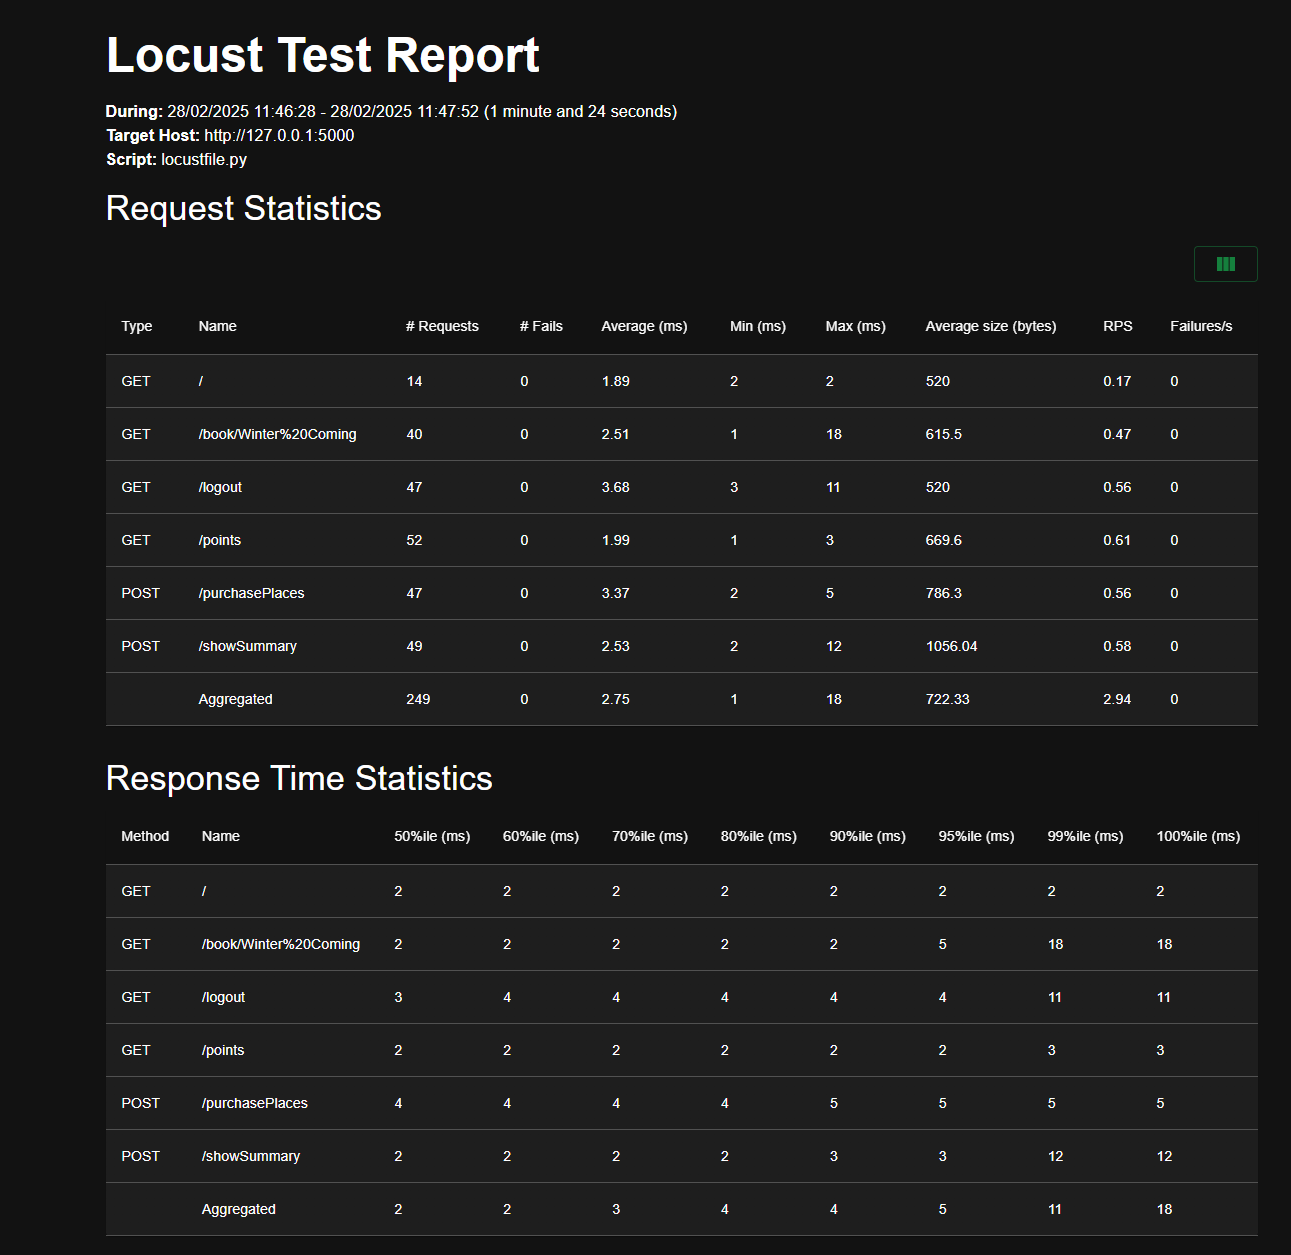 Locust Test Report
During: 28/02/2025 11:46:28 - 28/02/2025 11:47:52 (1 minute and 24 seconds)
Target Host: http://127.0.0.1:5000
Script: locustfile.py
Request Statistics
Type Name # Requests # Fails Average (ms) Min (ms) Max (ms) Average size (bytes) RPS Failures/s
GET / 14 0 1.89 2 2 520 0.17 0
GET /book/Winter%20Coming 40 0 2.51 1 18 615.5 0.47 0
GET /logout 47 0 3.68 3 11 520 0.56 0
GET /points 52 0 1.99 1 3 669.6 0.61 0
POST /purchasePlaces 47 0 3.37 2 5 786.3 0.56 0
POST /showSummary 49 0 2.53 2 12 1056.04 0.58 0
Aggregated 249 0 2.75 1 18 722.33 2.94 0
Response Time Statistics
Method Name 50%ile (ms) 60%ile (ms) 70%ile (ms) 80%ile (ms) 90%ile (ms) 95%ile (ms) 99%ile (ms) 100%ile (ms)
GET / 2 2 2 2 2 2 2 2
GET /book/Winter%20Coming 2 2 2 2 2 5 18 18
GET /logout 3 4 4 4 4 4 11 11
GET /points 2 2 2 2 2 2 3 3
POST /purchasePlaces 4 4 4 4 5 5 5 5
POST /showSummary 2 2 2 2 3 3 12 12
Aggregated 2 2 3 4 4 5 11 18